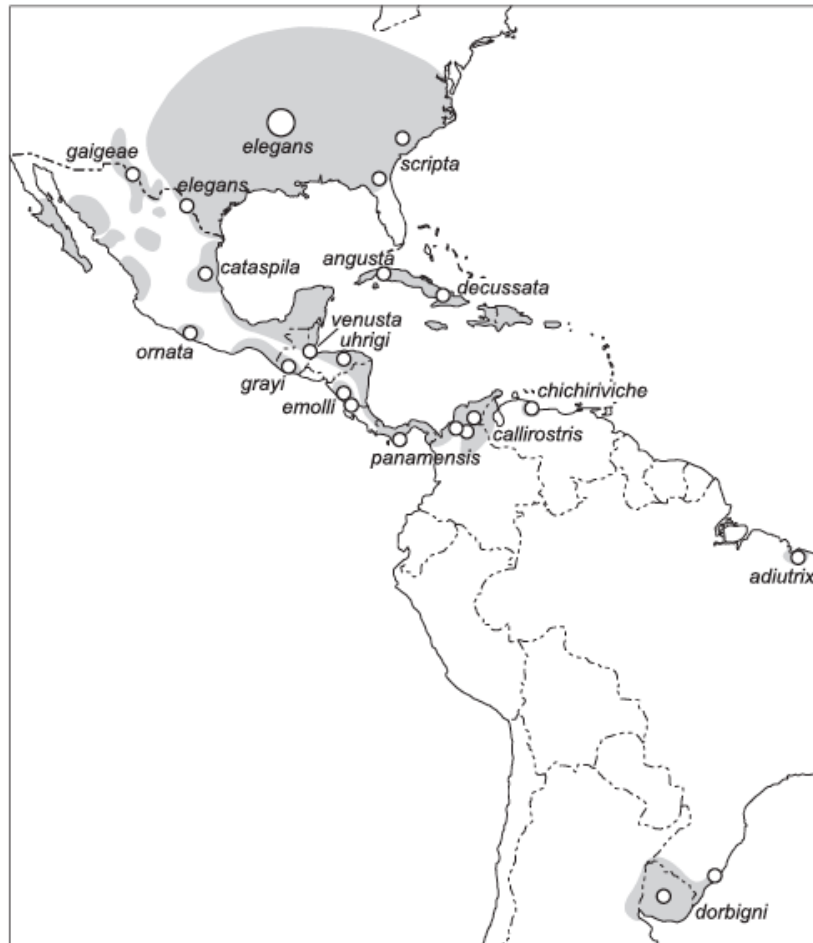 elegans
scripta
gaigeae
elegans
cataspila
angusta
decussata
venusta
uhrigi
ornata
grayi
emolli
chichiriviche
callirostris
panamensis
adiutrix
dorbigni